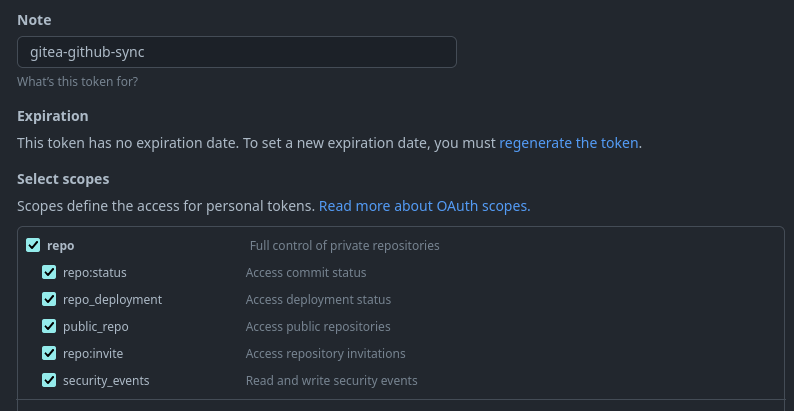 Note
gitea-github-sync
What's this token for?
Expiration
This token has no expiration date. To set a new expiration date, you must regenerate the token.
Select scopes
Scopes define the access for personal tokens. Read more about OAuth scopes.
repo Full control of private repositories
repo:status Access commit status
repo_deployment Access deployment status
public_repo Access public repositories
repo:invite Access repository invitations
security_events Read and write security events